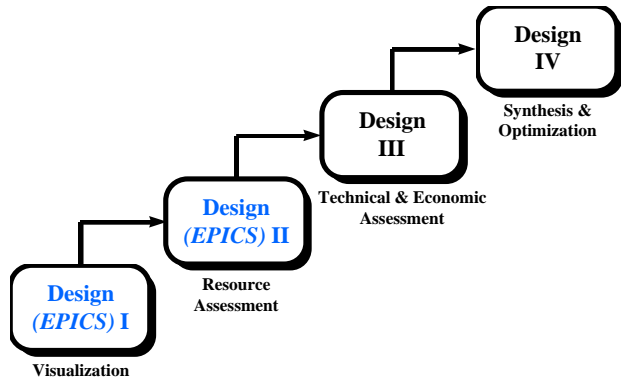 Design
IV
Synthesis &
Optimization
Design
III
Technical & Economic
Assessment
Design
(EPICS) II
Resource
Assessment
Design
(EPICS) I
Visualization